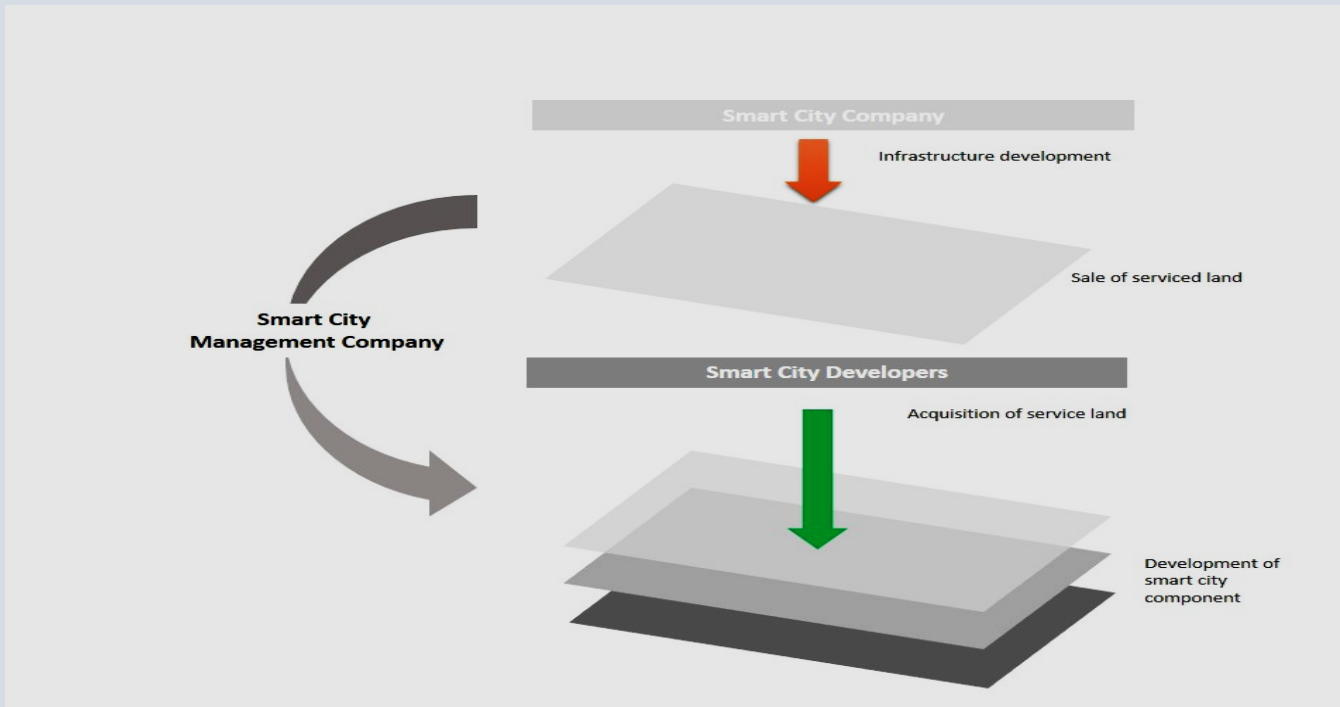 Smart City Company
Infrastructure development
Sale of serviced land
Smart City
Management Company
Smart City Developers
Acquisition of service land
Development of
smart city
component